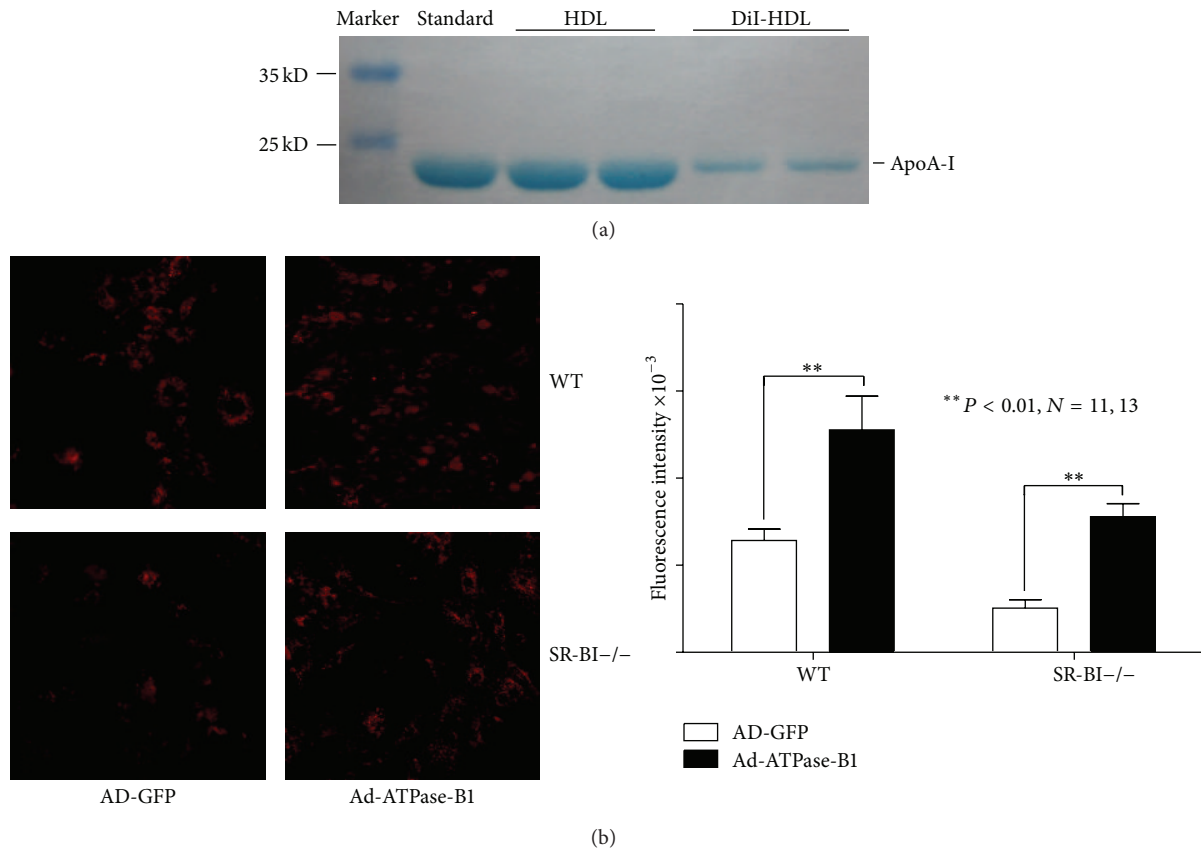 Marker Standard HDL DiI-HDL
35 kD
25 kD
ApoA-I
(a)
WT
SR-BI−/−
AD-GFP Ad-ATPase-B1
Fluorescence intensity ×10⁻³
**
**
**P < 0.01, N = 11, 13
WT SR-BI−/−
AD-GFP
Ad-ATPase-B1
(b)